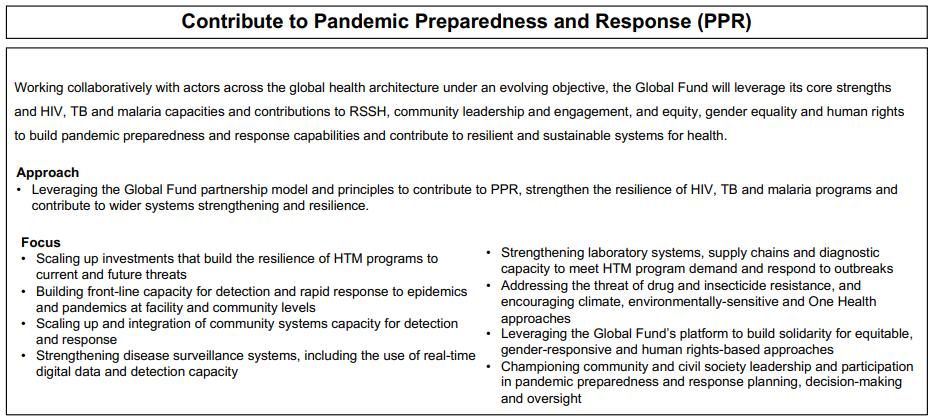 Contribute to Pandemic Preparedness and Response (PPR)
Working collaboratively with actors across the global health architecture under an evolving objective, the Global Fund will leverage its core strengths
and HIV, TB and malaria capacities and contributions to RSSH, community leadership and engagement, and equity, gender equality and human rights
to build pandemic preparedness and response capabilities and contribute to resilient and sustainable systems for health.
Approach
• Leveraging the Global Fund partnership model and principles to contribute to PPR, strengthen the resilience of HIV, TB and malaria programs and
contribute to wider systems strengthening and resilience.
Focus
• Scaling up investments that build the resilience of HTM programs to
current and future threats
• Building front-line capacity for detection and rapid response to epidemics
and pandemics at facility and community levels
• Scaling up and integration of community systems capacity for detection
and response
• Strengthening disease surveillance systems, including the use of real-time
digital data and detection capacity
• Strengthening laboratory systems, supply chains and diagnostic
capacity to meet HTM program demand and respond to outbreaks
• Addressing the threat of drug and insecticide resistance, and
encouraging climate, environmentally-sensitive and One Health
approaches
• Leveraging the Global Fund's platform to build solidarity for equitable,
gender-responsive and human rights-based approaches
• Championing community and civil society leadership and participation
in pandemic preparedness and response planning, decision-making
and oversight